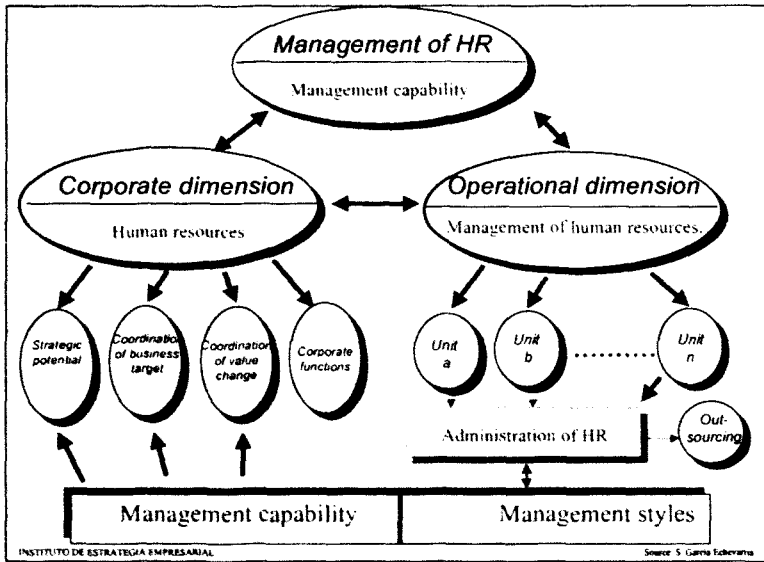 Management of HR
Management capability
Corporate dimension
Human resources
Operational dimension
Management of human resources.
Strategic
potential
Coordination
of business
target
Coordination
of value
change
Corporate
functions
Unit
a
Unit
b
Unit
n
Administration of HR
Out-
sourcing
Management capability
Management styles
INSTITUTO DE ESTRATEGIA EMPRESARIAL
Source: S. García Echevarría